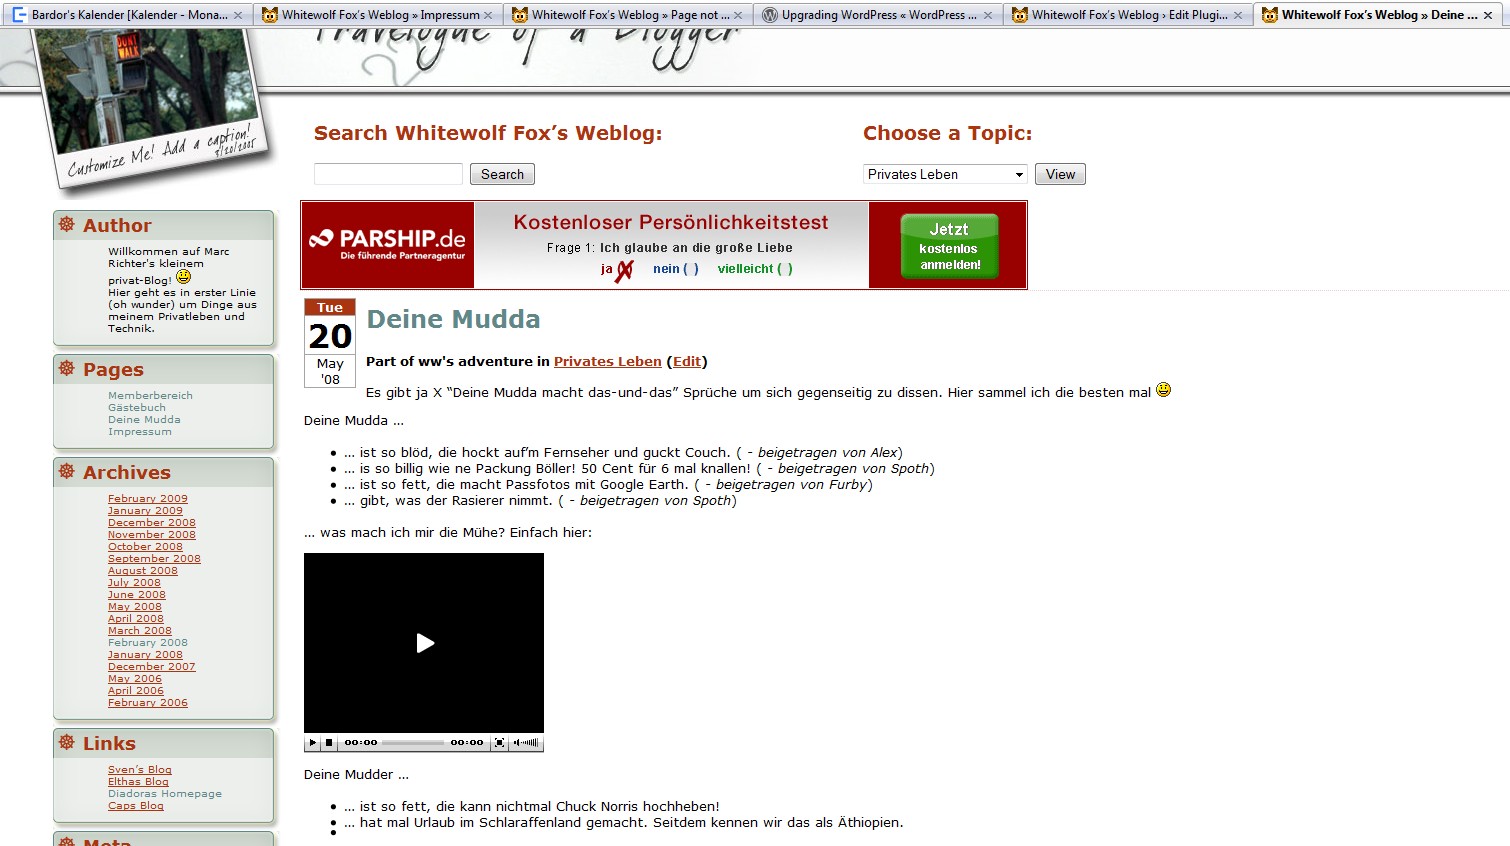 Bardor's Kalender [Kalender - Mona...
Whitewolf Fox's Weblog » Impressum
Whitewolf Fox's Weblog » Page not ...
Upgrading WordPress « WordPress ...
Whitewolf Fox's Weblog › Edit Plugi...
Whitewolf Fox's Weblog » Deine ...
Travelogue of a Blogger
DONT WALK
Customize Me! Add a caption!
8/20/2005
Search Whitewolf Fox’s Weblog:
Search
Choose a Topic:
Privates Leben
View
PARSHIP.de
Die führende Partneragentur
Kostenloser Persönlichkeitstest
Frage 1: Ich glaube an die große Liebe
ja ( ) nein ( ) vielleicht ( )
Jetzt
kostenlos
anmelden!
Author
Willkommen auf Marc
Richter's kleinem
privat-Blog!
Hier geht es in erster Linie
(oh wunder) um Dinge aus
meinem Privatleben und
Technik.
Pages
Memberbereich
Gästebuch
Deine Mudda
Impressum
Archives
February 2009
January 2009
December 2008
November 2008
October 2008
September 2008
August 2008
July 2008
June 2008
May 2008
April 2008
March 2008
February 2008
January 2008
December 2007
May 2006
April 2006
February 2006
Links
Sven’s Blog
Elthas Blog
Diadoras Homepage
Caps Blog
Meta
Tue
20
May
'08
Deine Mudda
Part of ww's adventure in Privates Leben (Edit)
Es gibt ja X “Deine Mudda macht das-und-das” Sprüche um sich gegenseitig zu dissen. Hier sammel ich die besten mal
Deine Mudda …
… ist so blöd, die hockt auf’m Fernseher und guckt Couch. ( - beigetragen von Alex)
… is so billig wie ne Packung Böller! 50 Cent für 6 mal knallen! ( - beigetragen von Spoth)
… ist so fett, die macht Passfotos mit Google Earth. ( - beigetragen von Furby)
… gibt, was der Rasierer nimmt. ( - beigetragen von Spoth)
… was mach ich mir die Mühe? Einfach hier:
00:00 00:00
Deine Mudder …
… ist so fett, die kann nichtmal Chuck Norris hochheben!
… hat mal Urlaub im Schlaraffenland gemacht. Seitdem kennen wir das als Äthiopien.